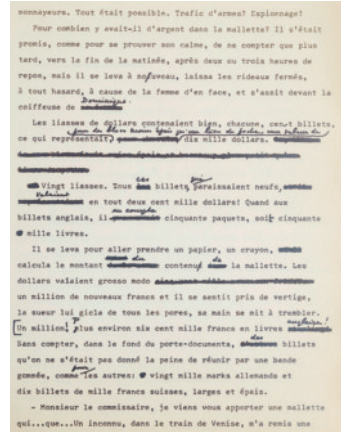 monnayeurs. Tout était possible. Trafic d'armes? Espionnage?
Pour combien y avait-il d'argent dans la mallette? Il s'était
promis, comme pour se prouver son calme, de ne compter que plus
tard, vers la fin de la matinée, après deux ou trois heures de
repos, mais il se leva à nouveau, laissa les rideaux fermés,
à tout hasard, à cause de la femme d'en face, et s'assit devant la
Dominique.
coiffeuse de
Les liasses de dollars contenaient bien, chacune, cent billets,
ce qui représentait, dix mille dollars.
Vingt liasses. Tous ces billets paraissaient neufs,
valaient
en tout deux cent mille dollars! Quand aux
billets anglais, il en compta cinquante paquets, soit cinquante
mille livres.
Il se leva pour aller prendre un papier, un crayon,
calcula le montant du contenu de la mallette. Les
dollars valaient grosso modo
un million de nouveaux francs et il se sentit pris de vertige,
la sueur lui gicla de tous les pores, sa main se mit à trembler.
Un million! Plus environ six cent mille francs en livres anglaises!
Sans compter, dans le fond du porte-documents, des billets
qu'on ne s'était pas donné la peine de réunir par une bande
gommée, comme pour les autres: vingt mille marks allemands et
dix billets de mille francs suisses, larges et épais.
- Monsieur le commissaire, je viens vous apporter une mallette
qui...que...Un inconnu, dans le train de Venise, m'a remis une